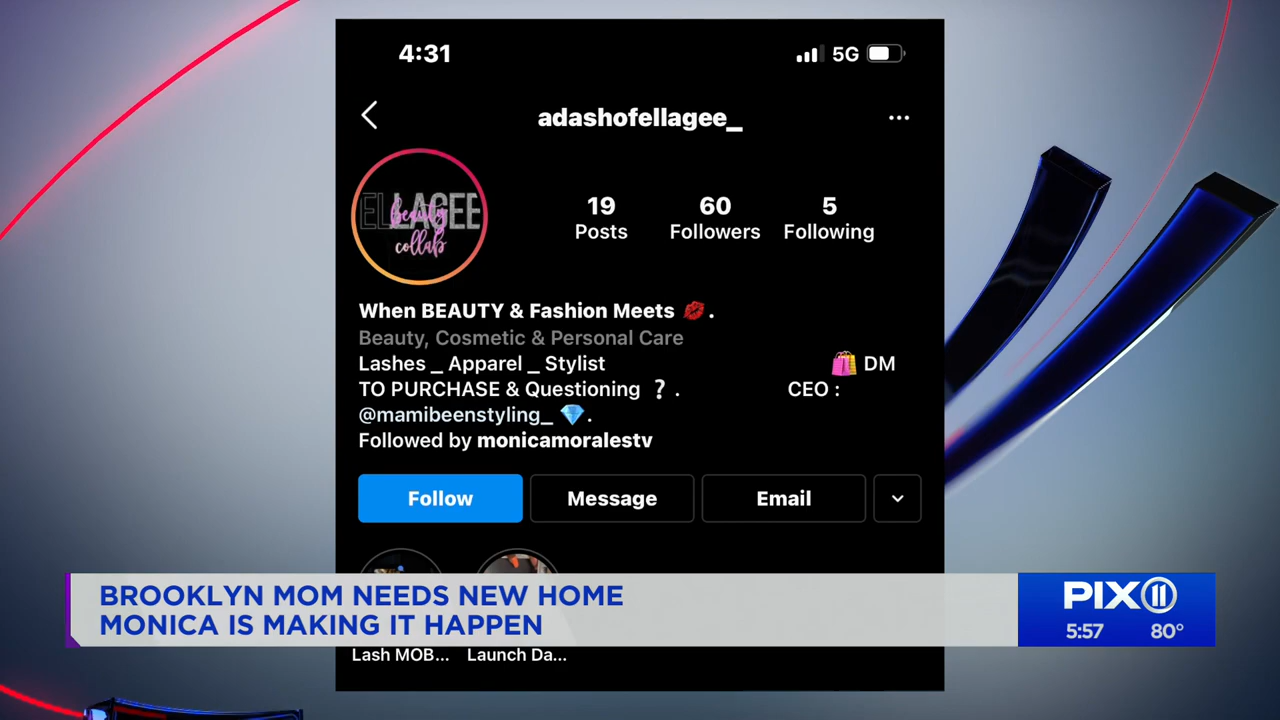 4:31
5G
adashofellagee_
ELLAGEE
beauty
collab
19
Posts
60
Followers
5
Following
When BEAUTY & Fashion Meets 💋 .
Beauty, Cosmetic & Personal Care
Lashes _ Apparel _ Stylist 🛍️ DM
TO PURCHASE & Questioning ❔ . CEO :
@mamibeenstyling_ 💎.
Followed by monicamoralestv
Follow
Message
Email
BROOKLYN MOM NEEDS NEW HOME
MONICA IS MAKING IT HAPPEN
PIX11
5:57 80°
Lash MOB... Launch Da...